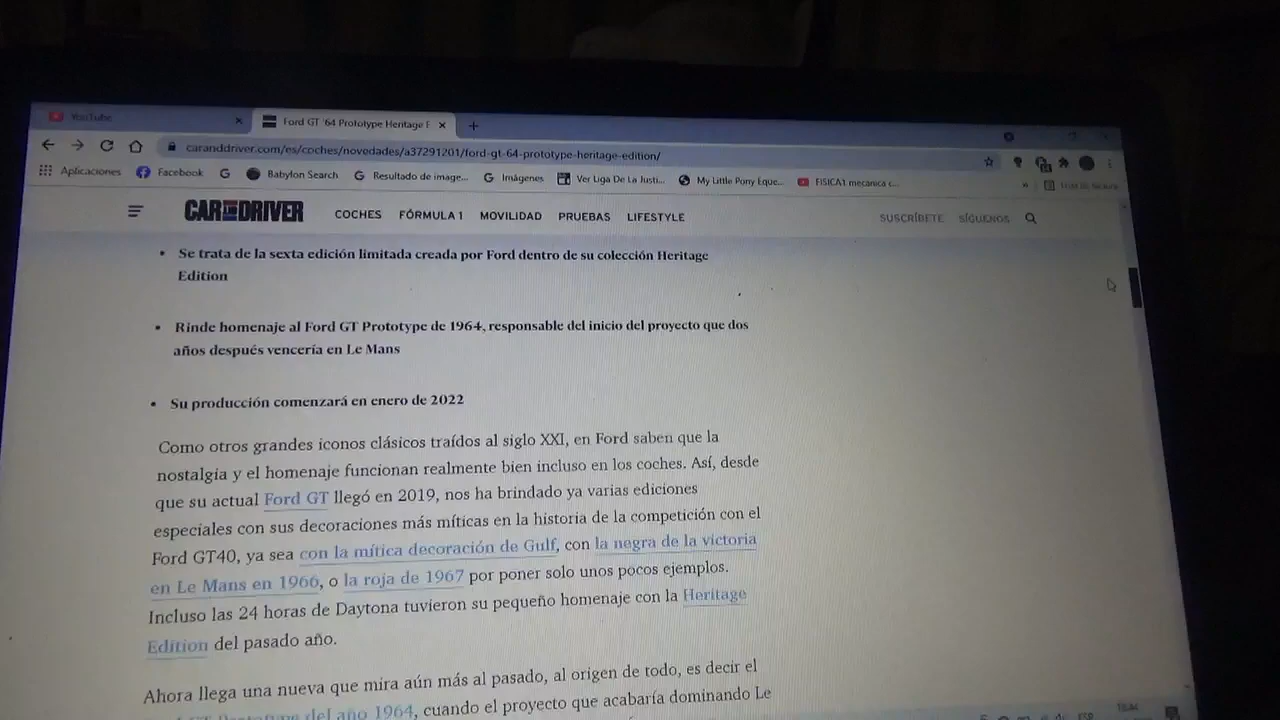 YouTube
Ford GT '64 Prototype Heritage E
caranddriver.com/es/coches/novedades/a37291201/ford-gt-64-prototype-heritage-edition/
Aplicaciones Facebook Babylon Search Resultado de image... Imágenes Ver Liga De La Justi... My Little Pony Eque... FISICA1 mecanica c...
CAR AND DRIVER COCHES FÓRMULA 1 MOVILIDAD PRUEBAS LIFESTYLE SUSCRÍBETE SÍGUENOS
• Se trata de la sexta edición limitada creada por Ford dentro de su colección Heritage
Edition
• Rinde homenaje al Ford GT Prototype de 1964, responsable del inicio del proyecto que dos
años después vencería en Le Mans
• Su producción comenzará en enero de 2022
Como otros grandes iconos clásicos traídos al siglo XXI, en Ford saben que la
nostalgia y el homenaje funcionan realmente bien incluso en los coches. Así, desde
que su actual Ford GT llegó en 2019, nos ha brindado ya varias ediciones
especiales con sus decoraciones más míticas en la historia de la competición con el
Ford GT40, ya sea con la mítica decoración de Gulf, con la negra de la victoria
en Le Mans en 1966, o la roja de 1967 por poner solo unos pocos ejemplos.
Incluso las 24 horas de Daytona tuvieron su pequeño homenaje con la Heritage
Edition del pasado año.
Ahora llega una nueva que mira aún más al pasado, al origen de todo, es decir el
Prototype del año 1964, cuando el proyecto que acabaría dominando Le